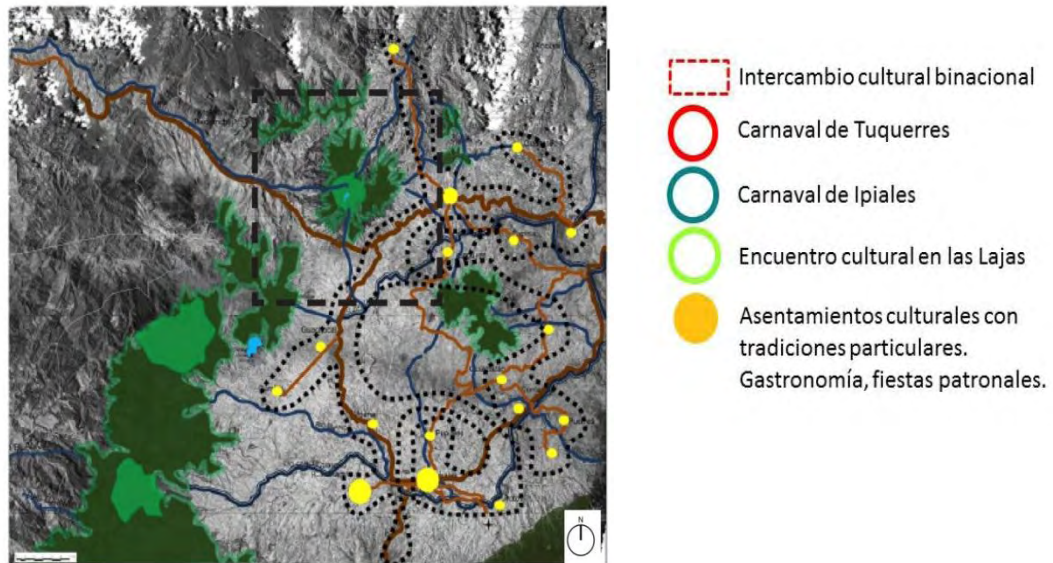 Intercambio cultural binacional
Carnaval de Tuquerres
Carnaval de Ipiales
Encuentro cultural en las Lajas
Asentamientos culturales con
tradiciones particulares.
Gastronomía, fiestas patronales.
N